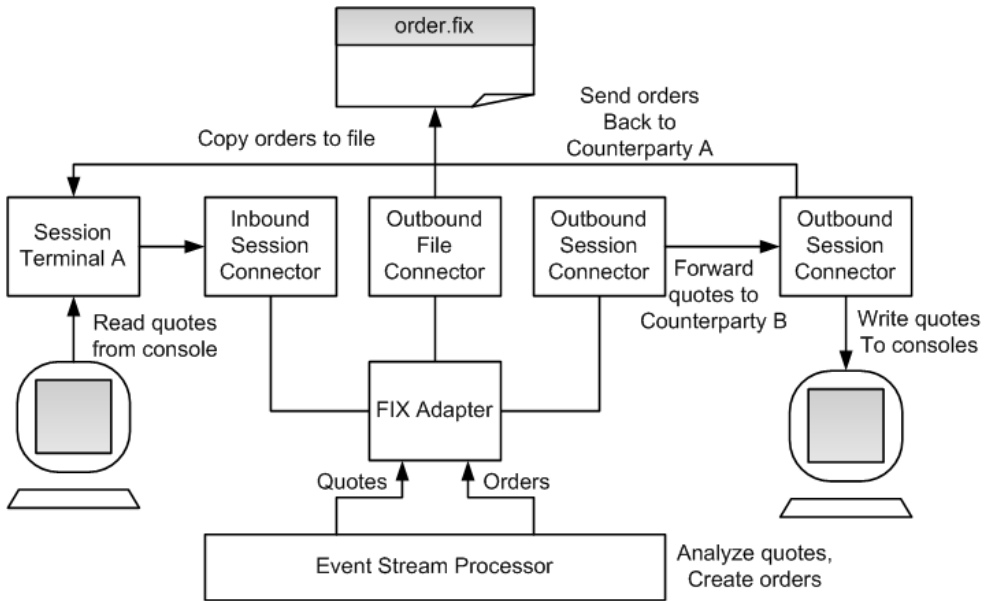 order.fix
Copy orders to file
Send orders
Back to
Counterparty A
Session
Terminal A
Inbound
Session
Connector
Outbound
File
Connector
Outbound
Session
Connector
Outbound
Session
Connector
Forward
quotes to
Counterparty B
Read quotes
from console
Write quotes
To consoles
FIX Adapter
Quotes
Orders
Event Stream Processor
Analyze quotes,
Create orders